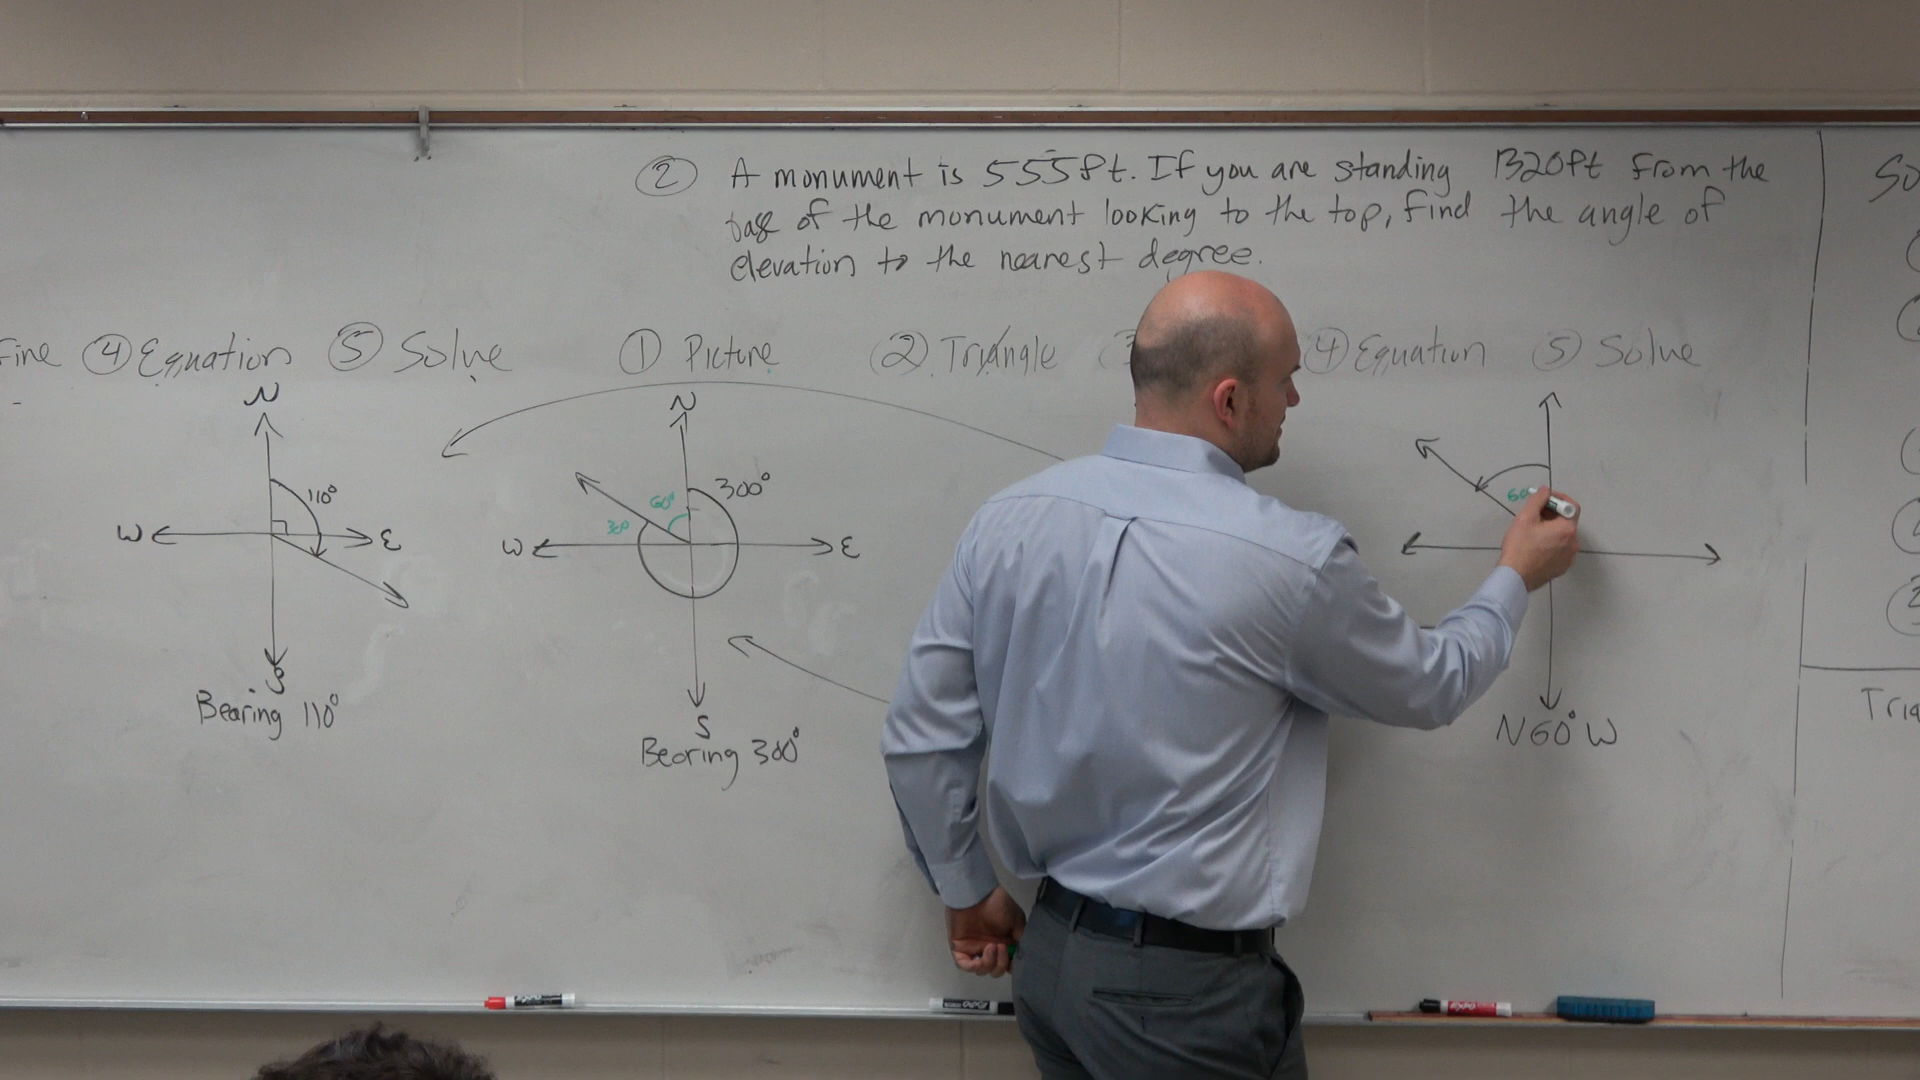 ② A monument is 555ft. If you are standing 1320ft from the
base of the monument looking to the top, find the angle of
elevation to the nearest degree.
④ Equation ⑤ Solve
① Picture ② Triangle
④ Equation ⑤ Solve
N
110°
W
E
S
Bearing 110°
N
300°
60°
30°
W
E
S
Bearing 300°
60
N60°W